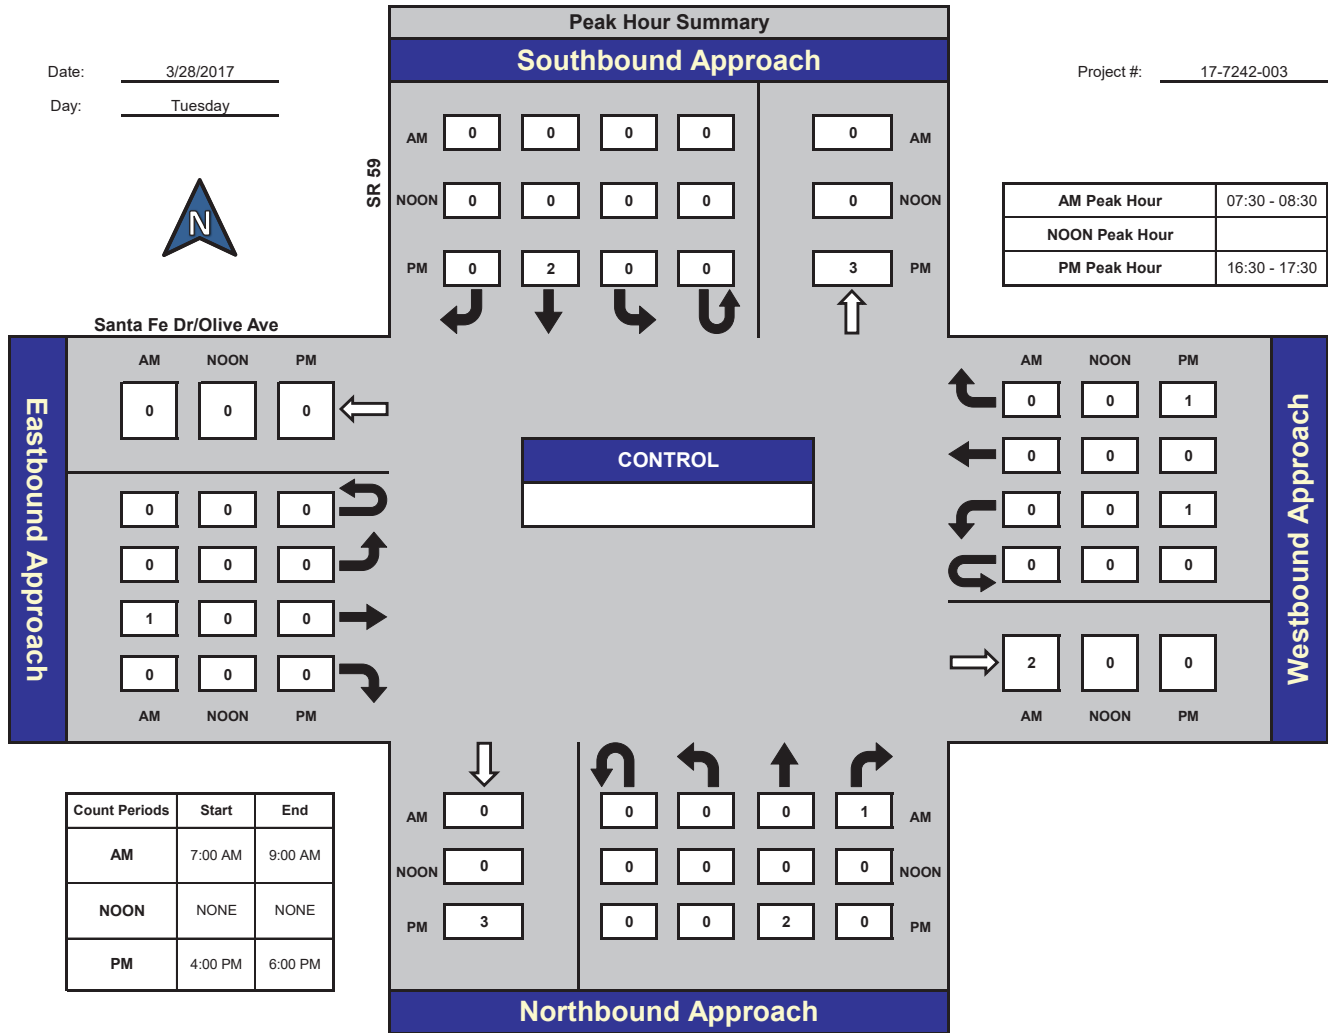 Peak Hour Summary
Southbound Approach
Date: 3/28/2017
Project #: 17-7242-003
Day: Tuesday
SR 59
AM 0 0 0 0 0 AM
NOON 0 0 0 0 0 NOON
PM 0 2 0 0 3 PM
N
AM Peak Hour 07:30 - 08:30
NOON Peak Hour
PM Peak Hour 16:30 - 17:30
Santa Fe Dr/Olive Ave
Eastbound Approach
AM NOON PM
0 0 0
0 0 0
0 0 0
1 0 0
0 0 0
AM NOON PM
CONTROL
AM NOON PM
0 0 1
0 0 0
0 0 1
0 0 0
2 0 0
AM NOON PM
Westbound Approach
Count Periods Start End
AM 7:00 AM 9:00 AM
NOON NONE NONE
PM 4:00 PM 6:00 PM
AM 0 0 0 0 1 AM
NOON 0 0 0 0 0 NOON
PM 3 0 0 2 0 PM
Northbound Approach